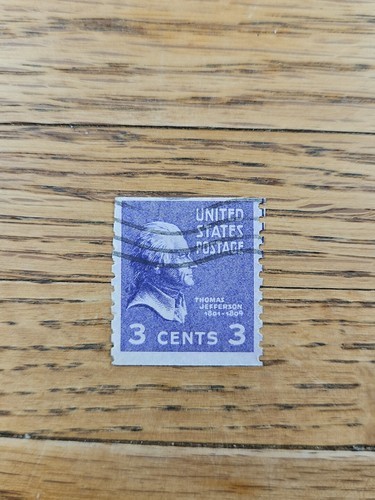 UNITED
STATES
POSTAGE
THOMAS
JEFFERSON
1801-1809
3 CENTS 3